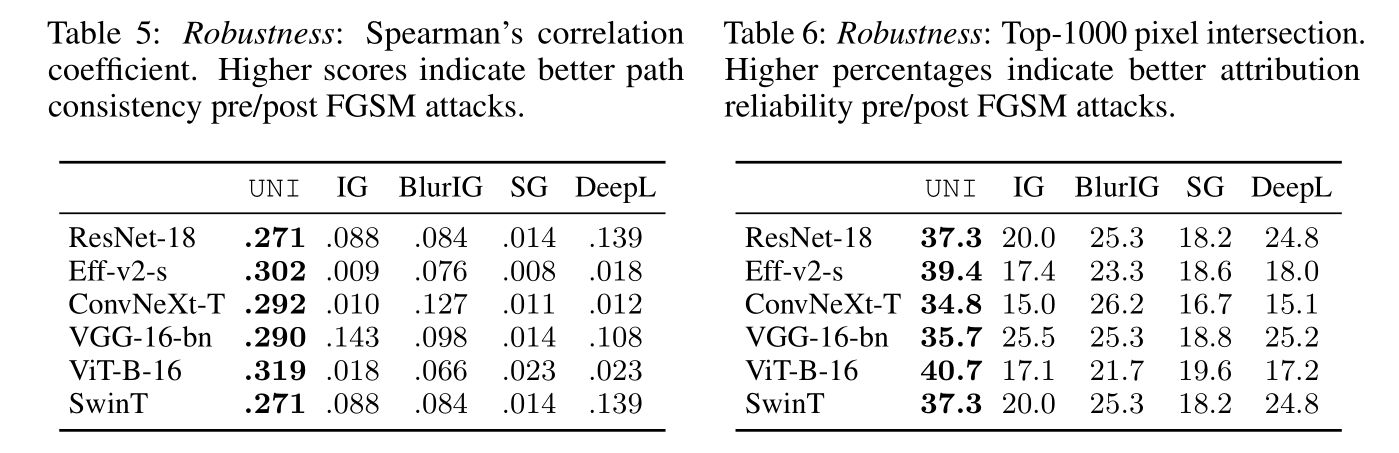 Table 5: Robustness: Spearman's correlation
coefficient. Higher scores indicate better path
consistency pre/post FGSM attacks.
UNI IG BlurIG SG DeepL
ResNet-18 .271 .088 .084 .014 .139
Eff-v2-s .302 .009 .076 .008 .018
ConvNeXt-T .292 .010 .127 .011 .012
VGG-16-bn .290 .143 .098 .014 .108
ViT-B-16 .319 .018 .066 .023 .023
SwinT .271 .088 .084 .014 .139
Table 6: Robustness: Top-1000 pixel intersection.
Higher percentages indicate better attribution
reliability pre/post FGSM attacks.
UNI IG BlurIG SG DeepL
ResNet-18 37.3 20.0 25.3 18.2 24.8
Eff-v2-s 39.4 17.4 23.3 18.6 18.0
ConvNeXt-T 34.8 15.0 26.2 16.7 15.1
VGG-16-bn 35.7 25.5 25.3 18.8 25.2
ViT-B-16 40.7 17.1 21.7 19.6 17.2
SwinT 37.3 20.0 25.3 18.2 24.8